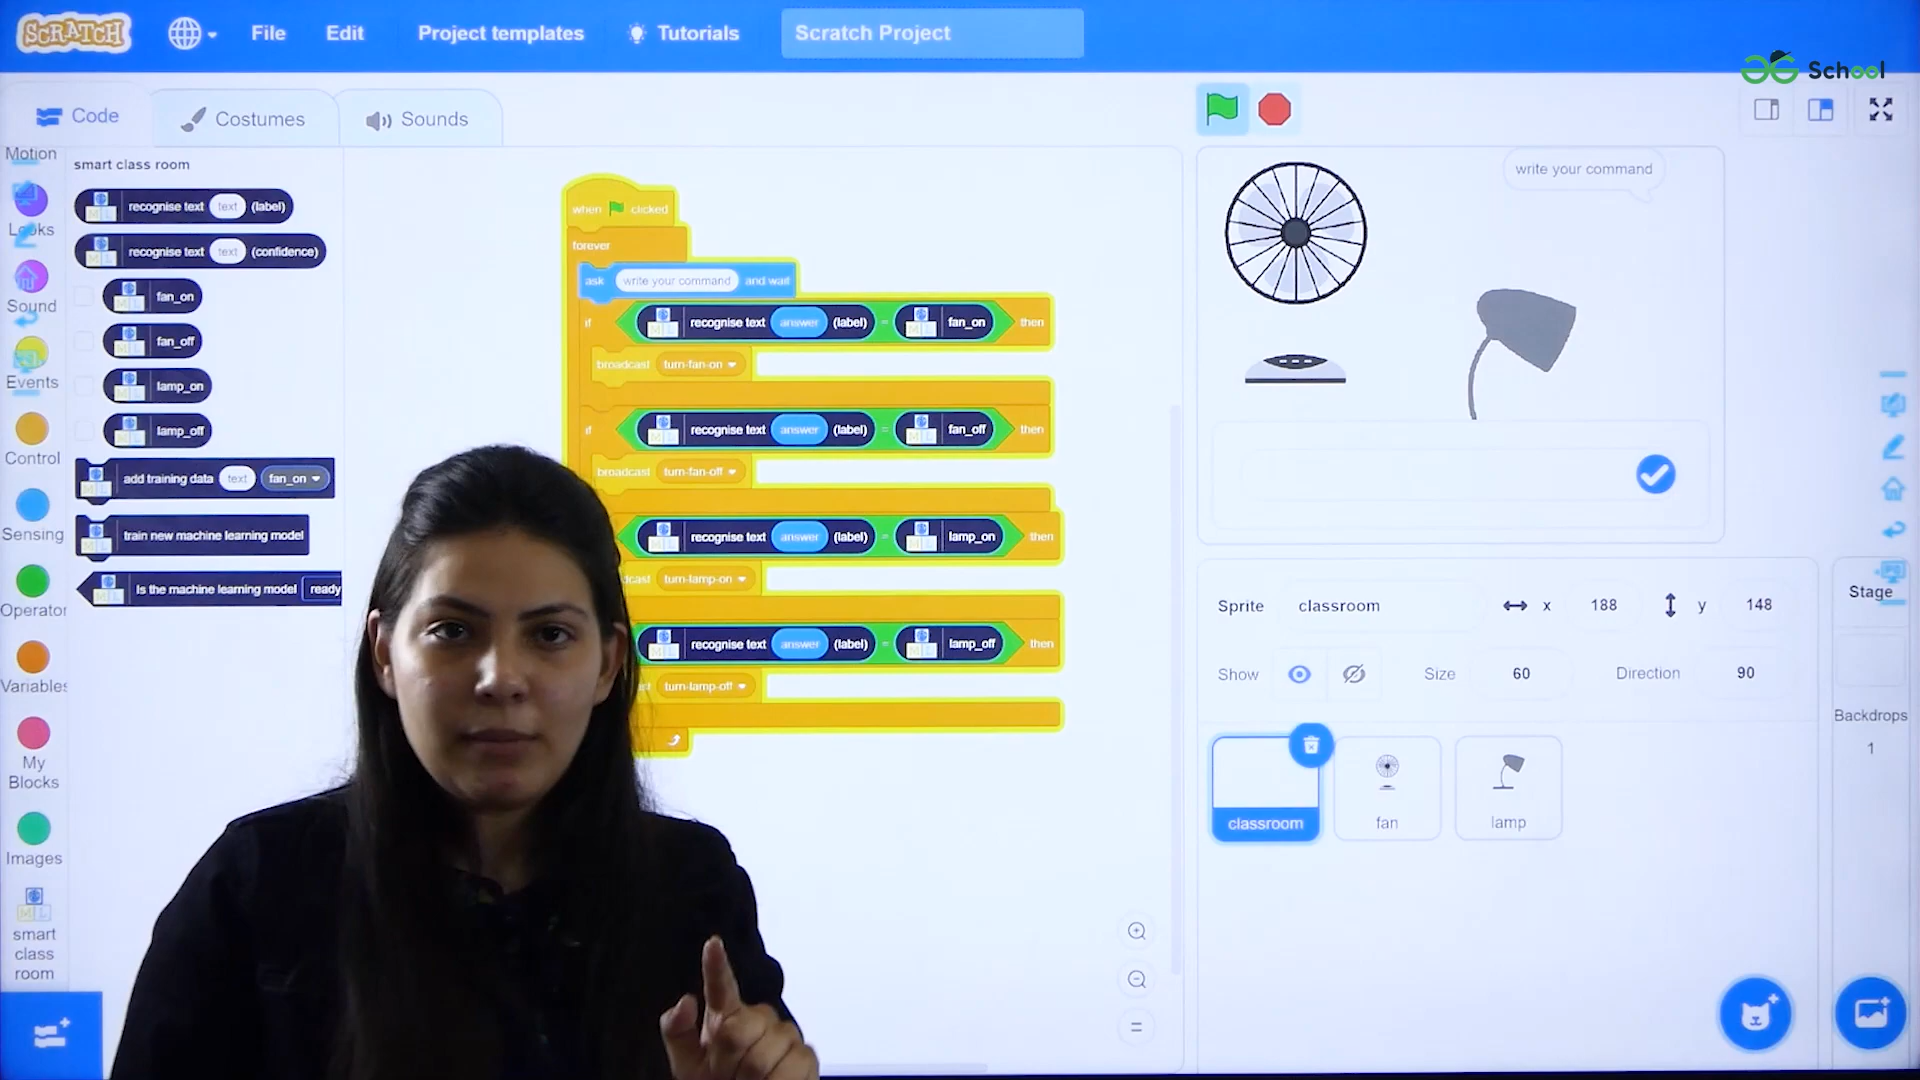 SCRATCH
File
Edit
Project templates
Tutorials
Scratch Project
School
Code
Costumes
Sounds
Motion
Looks
Sound
Events
Control
Sensing
Operator
Variables
My
Blocks
Images
smart
class
room
smart class room
recognise text text (label)
recognise text text (confidence)
fan_on
fan_off
lamp_on
lamp_off
add training data text fan_on
train new machine learning model
Is the machine learning model ready
when clicked
forever
ask write your command and wait
if recognise text answer (label) = fan_on then
broadcast turn-fan-on
if recognise text answer (label) = fan_off then
broadcast turn-fan-off
recognise text answer (label) = lamp_on then
turn-lamp-on
recognise text answer (label) = lamp_off then
turn-lamp-off
write your command
Sprite classroom x 188 y 148
Show Size 60 Direction 90
classroom
fan
lamp
Stage
Backdrops
1